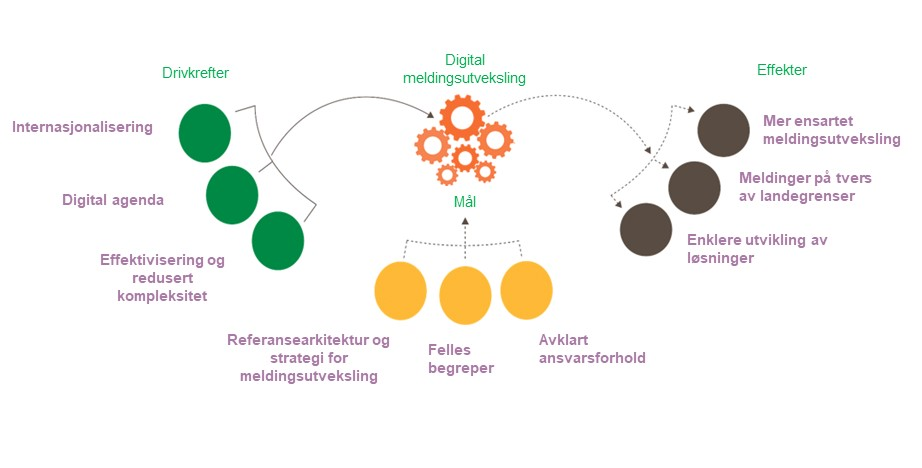 Drivkrefter
Internasjonalisering
Digital agenda
Effektivisering og
redusert
kompleksitet
Digital
meldingsutveksling
Mål
Referansearkitektur og
strategi for
meldingsutveksling
Felles
begreper
Avklart
ansvarsforhold
Effekter
Mer ensartet
meldingsutveksling
Meldinger på tvers
av landegrenser
Enklere utvikling av
løsninger